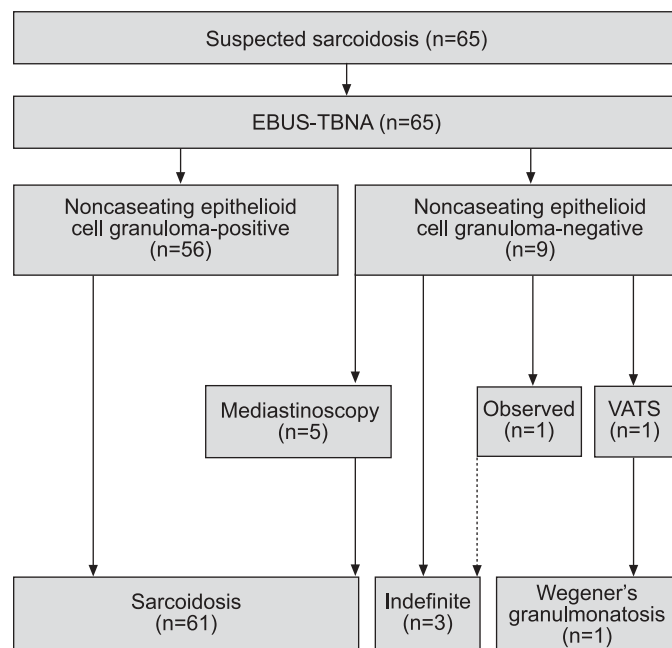 Suspected sarcoidosis (n=65)
EBUS-TBNA (n=65)
Noncaseating epithelioid
cell granuloma-positive
(n=56)
Noncaseating epithelioid
cell granuloma-negative
(n=9)
Mediastinoscopy
(n=5)
Observed
(n=1)
VATS
(n=1)
Sarcoidosis
(n=61)
Indefinite
(n=3)
Wegener's
granulmonatosis
(n=1)